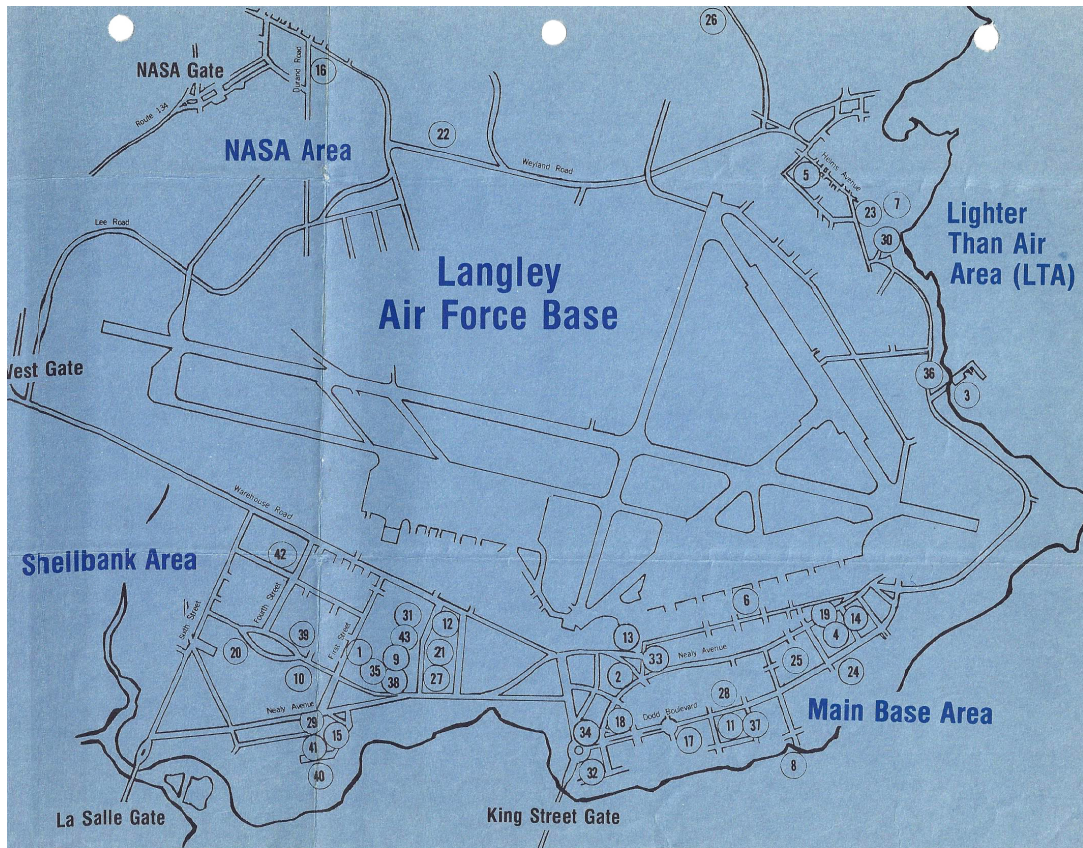 26
NASA Gate
Durand Road
16
Route 134
NASA Area
22
Weyland Road
5
Helms Avenue
23
7
30
Lighter
Than Air
Area (LTA)
Lee Road
Langley
Air Force Base
West Gate
36
3
Warehouse Road
Shellbank Area
42
Sixth Street
Fourth Street
First Street
31
12
6
19
14
4
39
43
13
20
1
9
21
33
Nealy Avenue
35
10
38
27
2
25
24
28
Nealy Avenue
29
15
18
Dodd Boulevard
11
37
Main Base Area
34
17
41
40
32
8
La Salle Gate
King Street Gate